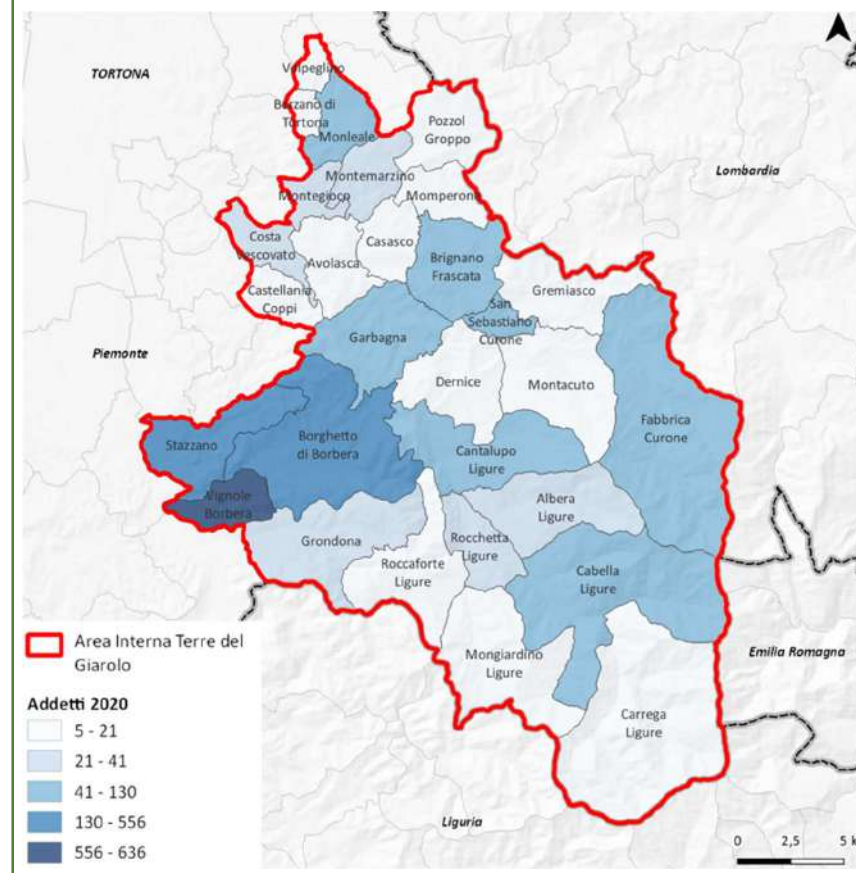 Volpeglino
TORTONA
Berzano di
Tortona
Monleale
Pozzol
Groppo
Lombardia
Montemarzino
Montegioco
Momperone
Costa
Vescovato
Casasco
Avolasca
Brignano
Frascata
Castellania
Coppi
Gremiasco
San
Sebastiano
Curone
Garbagna
Piemonte
Dernice
Montacuto
Fabbrica
Curone
Stazzano
Borghetto
di Borbera
Cantalupo
Ligure
Vignole
Borbera
Albera
Ligure
Grondona
Rocchetta
Ligure
Roccaforte
Ligure
Cabella
Ligure
Area Interna Terre del
Giarolo
Mongiardino
Ligure
Emilia Romagna
Addetti 2020
5 - 21
21 - 41
41 - 130
130 - 556
556 - 636
Carrega
Ligure
Liguria
0 2,5 5 k